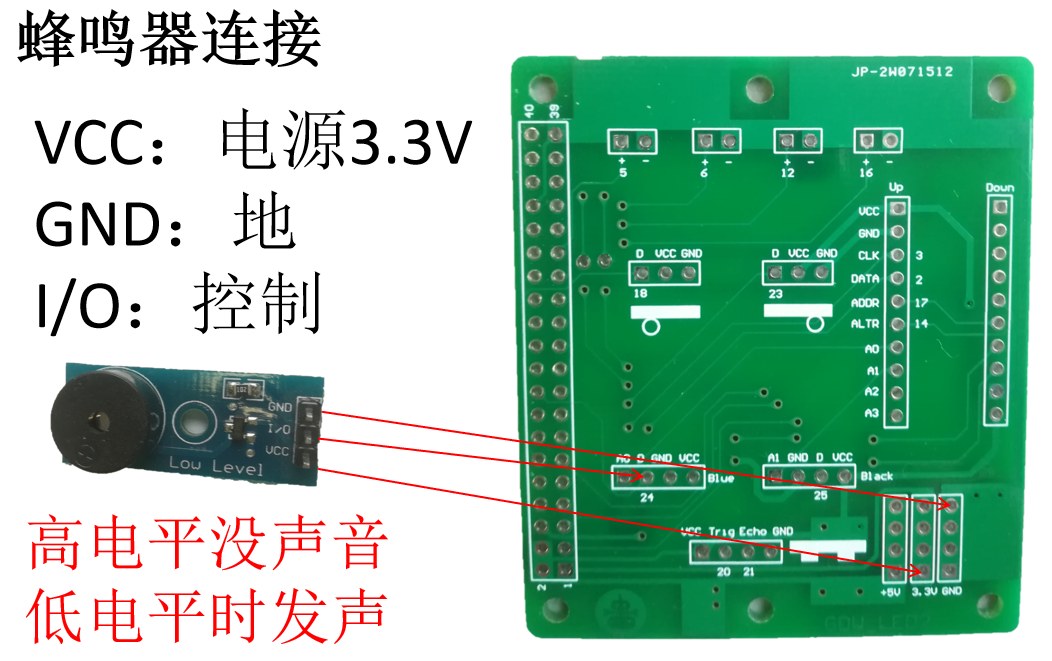 蜂鸣器连接
VCC： 电源3.3V
GND： 地
I/O： 控制
GND
I/O
VCC
Low Level
高电平没声音
低电平时发声
JP-2W071512
40
39
+ -
5
+ -
6
+ -
12
+ -
16
Up
Down
VCC
GND
CLK 3
DATA 2
ADDR 17
ALTR 14
A0
A1
A2
A3
D VCC GND
18
D VCC GND
23
A0 D GND VCC
24
Blue
A1 GND D VCC
25
Black
VCC Trig Echo GND
20 21
2
1
+5V 3.3V GND